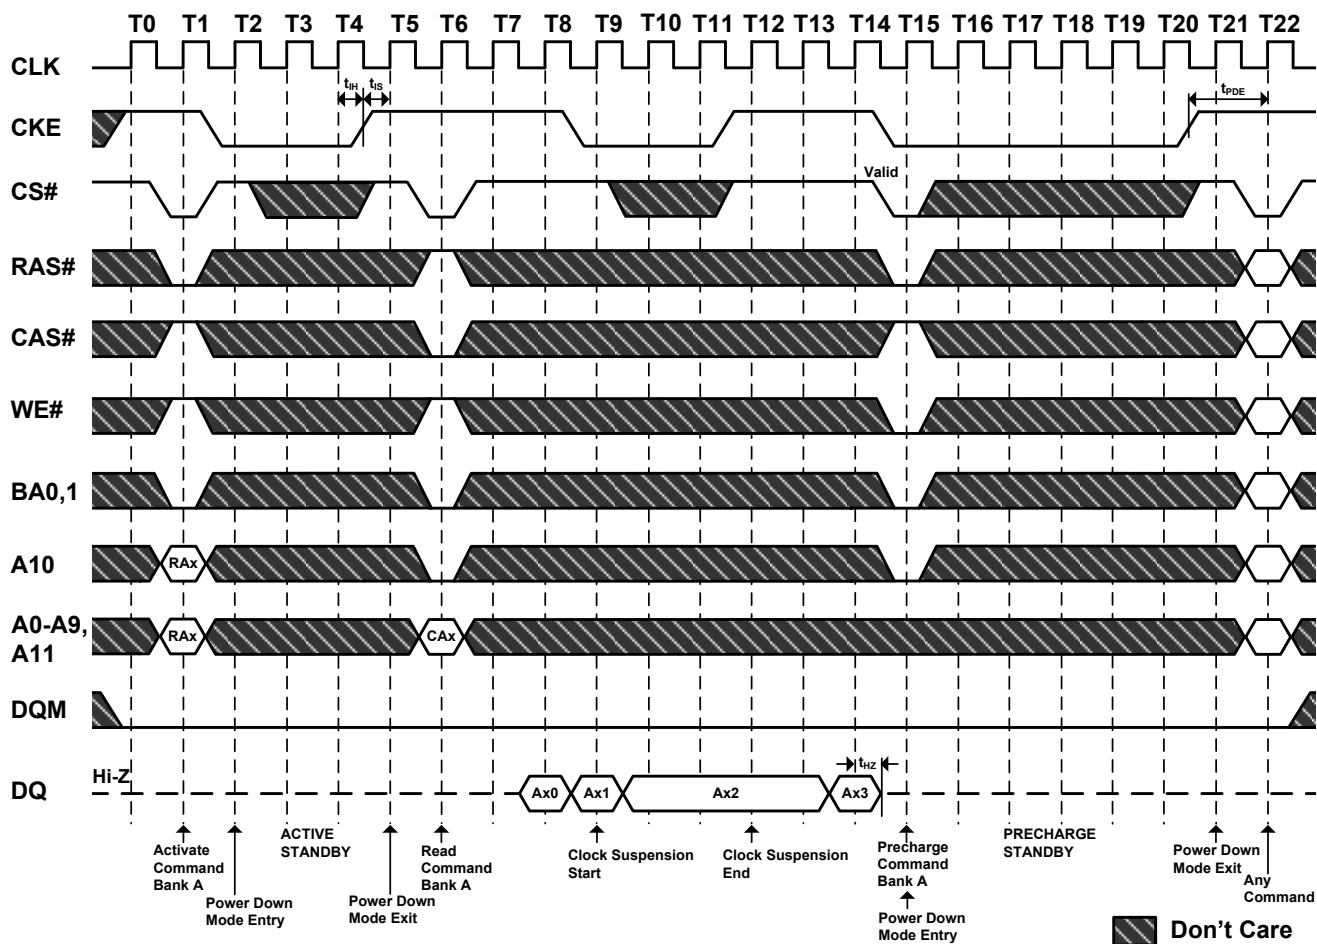 T0 T1 T2 T3 T4 T5 T6 T7 T8 T9 T10 T11 T12 T13 T14 T15 T16 T17 T18 T19 T20 T21 T22
CLK
tIH tIS tPDE
CKE
Valid
CS#
RAS#
CAS#
WE#
BA0,1
A10 RAx
A0-A9,
A11
RAx CAx
DQM
Hi-Z
tHZ
DQ Ax0 Ax1 Ax2 Ax3
Activate
Command
Bank A
Power Down
Mode Entry
ACTIVE
STANDBY
Power Down
Mode Exit
Read
Command
Bank A
Clock Suspension
Start
Clock Suspension
End
Precharge
Command
Bank A
Power Down
Mode Entry
PRECHARGE
STANDBY
Power Down
Mode Exit
Any
Command
Don't Care